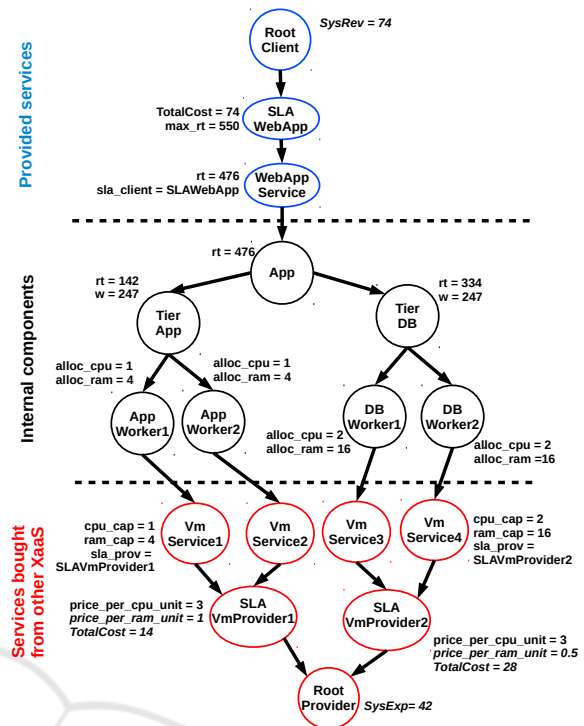 Root
Client
SysRev = 74
Provided services
TotalCost = 74
max_rt = 550
SLA
WebApp
rt = 476
sla_client = SLAWebApp
WebApp
Service
rt = 476
App
Internal components
rt = 142
w = 247
Tier
App
rt = 334
w = 247
Tier
DB
alloc_cpu = 1
alloc_ram = 4
alloc_cpu = 1
alloc_ram = 4
App
Worker1
App
Worker2
DB
Worker1
DB
Worker2
alloc_cpu = 2
alloc_ram = 16
alloc_cpu = 2
alloc_ram =16
Services bought
from other XaaS
cpu_cap = 1
ram_cap = 4
sla_prov =
SLAVmProvider1
Vm
Service1
Vm
Service2
Vm
Service3
Vm
Service4
cpu_cap = 2
ram_cap = 16
sla_prov =
SLAVmProvider2
price_per_cpu_unit = 3
price_per_ram_unit = 1
TotalCost = 14
SLA
VmProvider1
SLA
VmProvider2
price_per_cpu_unit = 3
price_per_ram_unit = 0.5
TotalCost = 28
Root
Provider
SysExp= 42